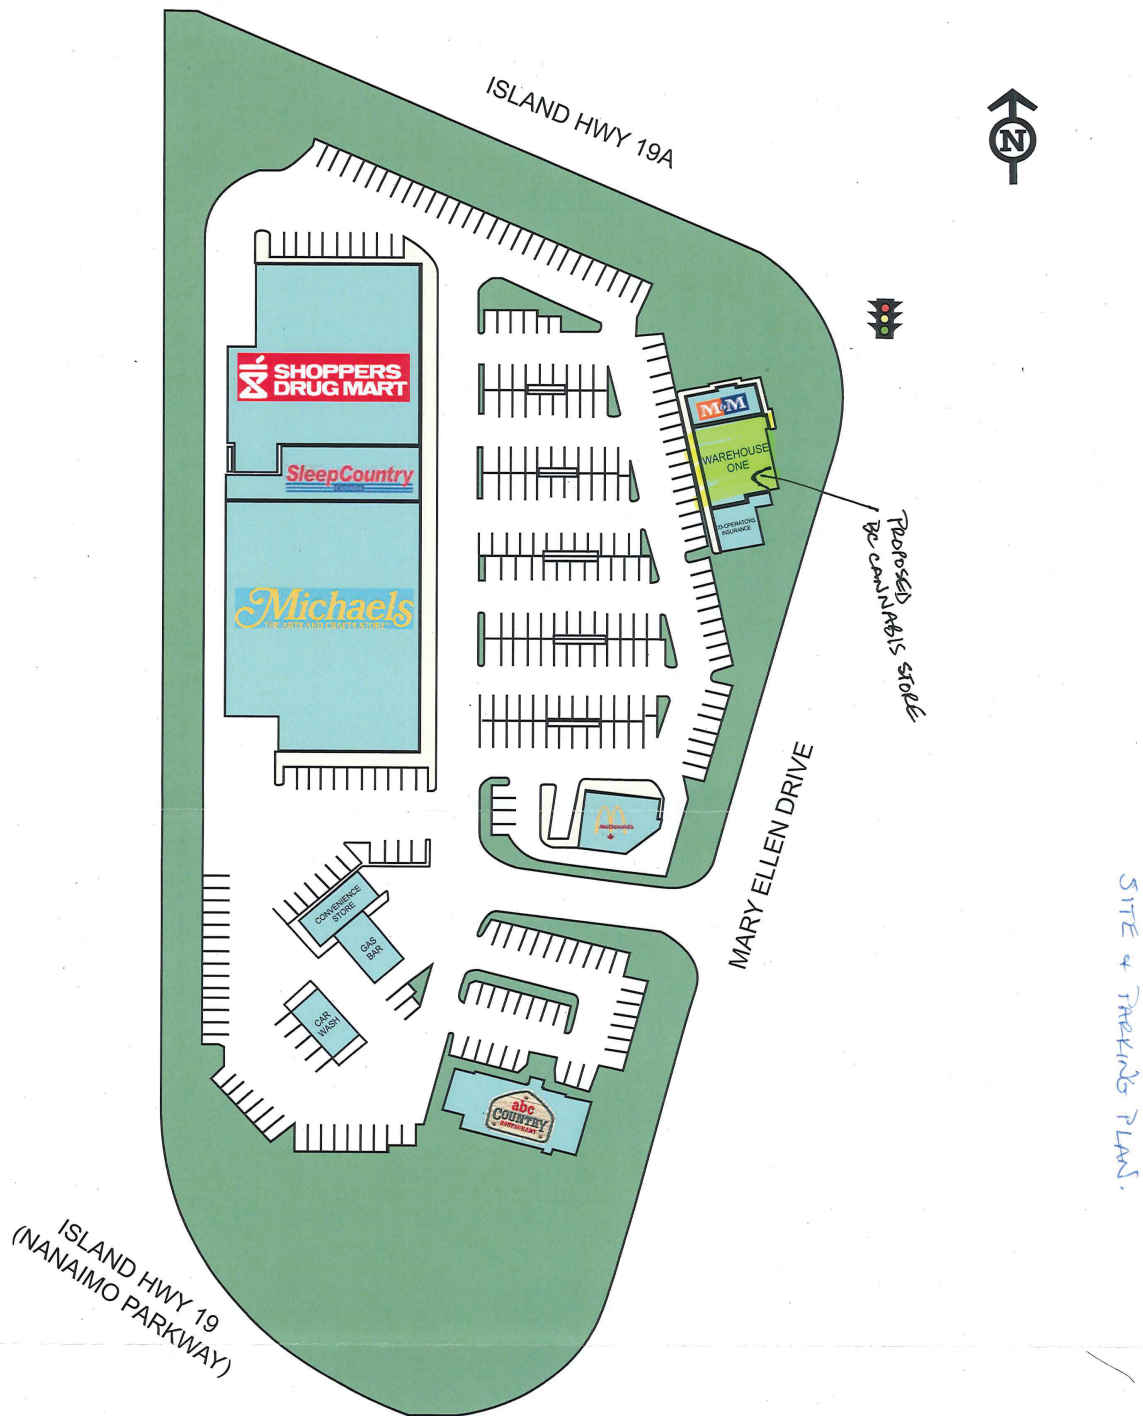 ISLAND HWY 19A
N
SHOPPERS
DRUG MART
M&M
WAREHOUSE
ONE
SleepCountry
CANADA
CO-OPERATORS
INSURANCE
PROPOSED
BC CANNABIS STORE
Michaels
THE ARTS AND CRAFTS STORE
McDonald's
MARY ELLEN DRIVE
CONVENIENCE
STORE
GAS
BAR
CAR
WASH
abc
COUNTRY
RESTAURANT
SITE & PARKING PLAN.
ISLAND HWY 19
(NANAIMO PARKWAY)